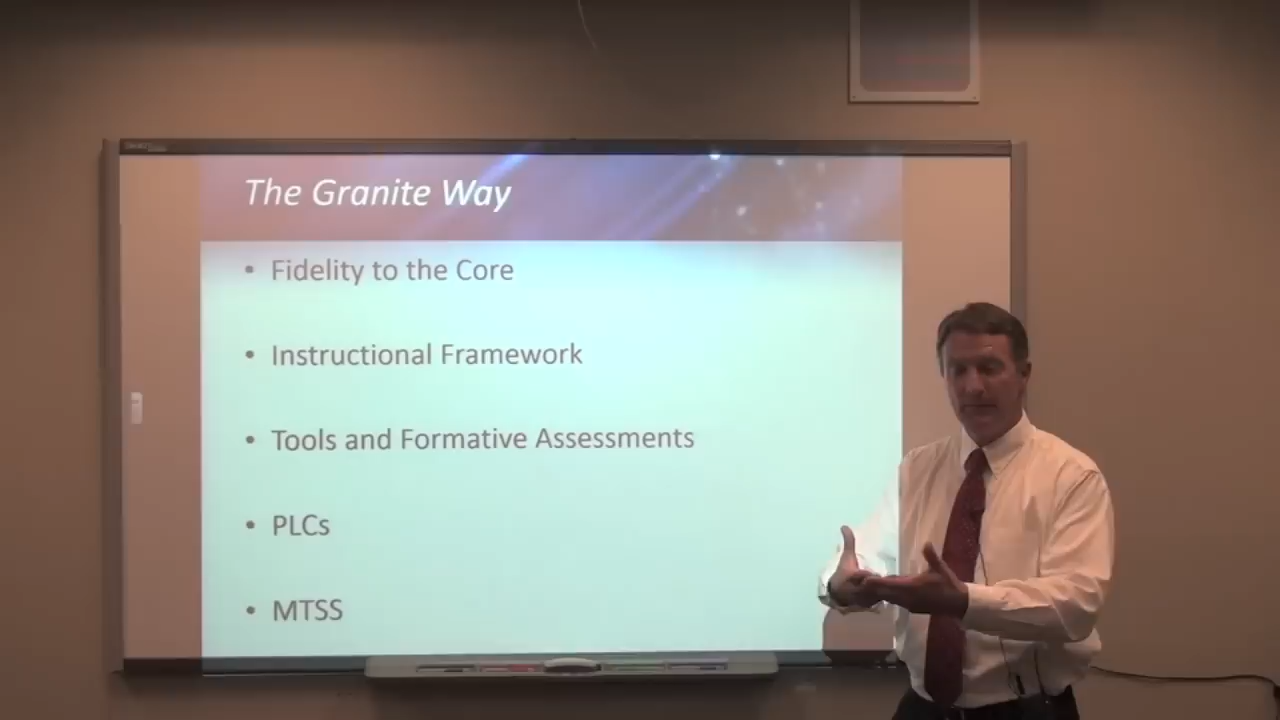 The Granite Way
• Fidelity to the Core
• Instructional Framework
• Tools and Formative Assessments
• PLCs
• MTSS